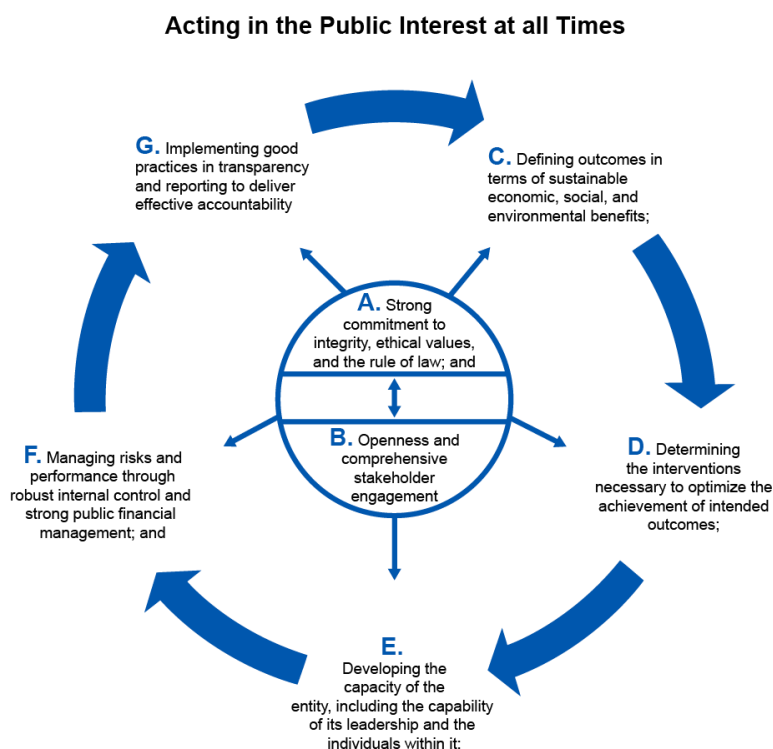 Acting in the Public Interest at all Times
A. Strong
commitment to
integrity, ethical values,
and the rule of law; and
B. Openness and
comprehensive
stakeholder
engagement
C. Defining outcomes in
terms of sustainable
economic, social, and
environmental benefits;
D. Determining
the interventions
necessary to optimize the
achievement of intended
outcomes;
E.
Developing the
capacity of the
entity, including the capability
of its leadership and the
individuals within it;
F. Managing risks and
performance through
robust internal control and
strong public financial
management; and
G. Implementing good
practices in transparency
and reporting to deliver
effective accountability